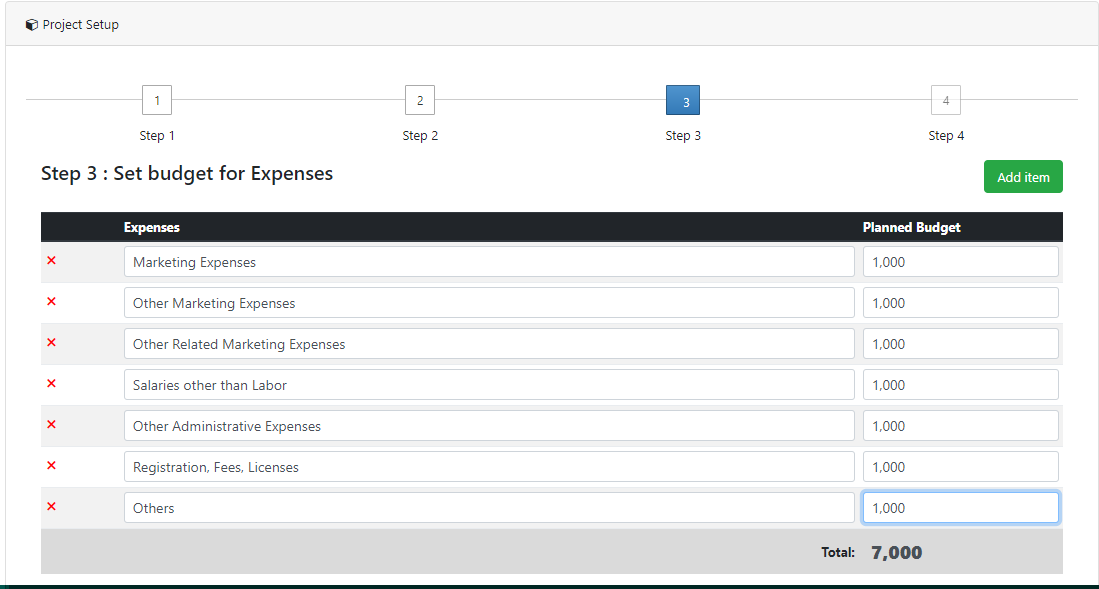 Project Setup
1 2 3 4
Step 1 Step 2 Step 3 Step 4
Step 3 : Set budget for Expenses Add item
Expenses Planned Budget
Marketing Expenses 1,000
Other Marketing Expenses 1,000
Other Related Marketing Expenses 1,000
Salaries other than Labor 1,000
Other Administrative Expenses 1,000
Registration, Fees, Licenses 1,000
Others 1,000
Total: 7,000